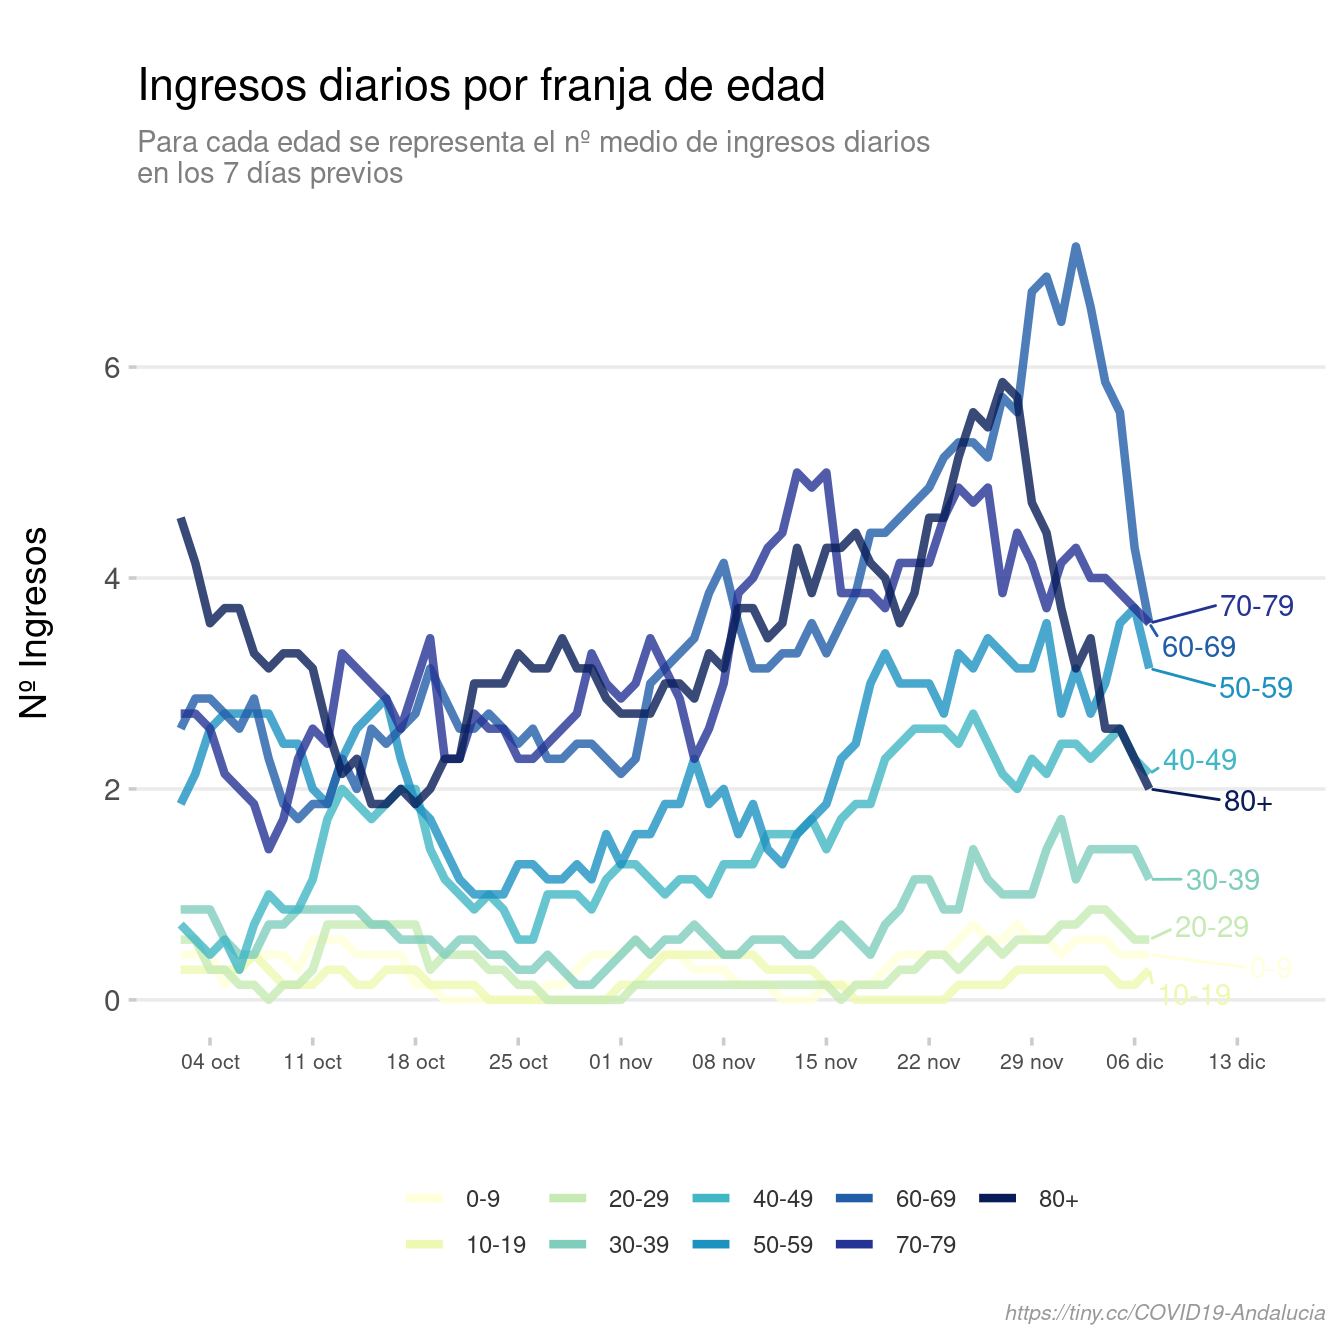 Ingresos diarios por franja de edad
Para cada edad se representa el nº medio de ingresos diarios
en los 7 días previos
Nº Ingresos
6
4
2
0
70-79
60-69
50-59
40-49
80+
30-39
20-29
0-9
10-19
04 oct 11 oct 18 oct 25 oct 01 nov 08 nov 15 nov 22 nov 29 nov 06 dic 13 dic
0-9 20-29 40-49 60-69 80+
10-19 30-39 50-59 70-79
https://tiny.cc/COVID19-Andalucia